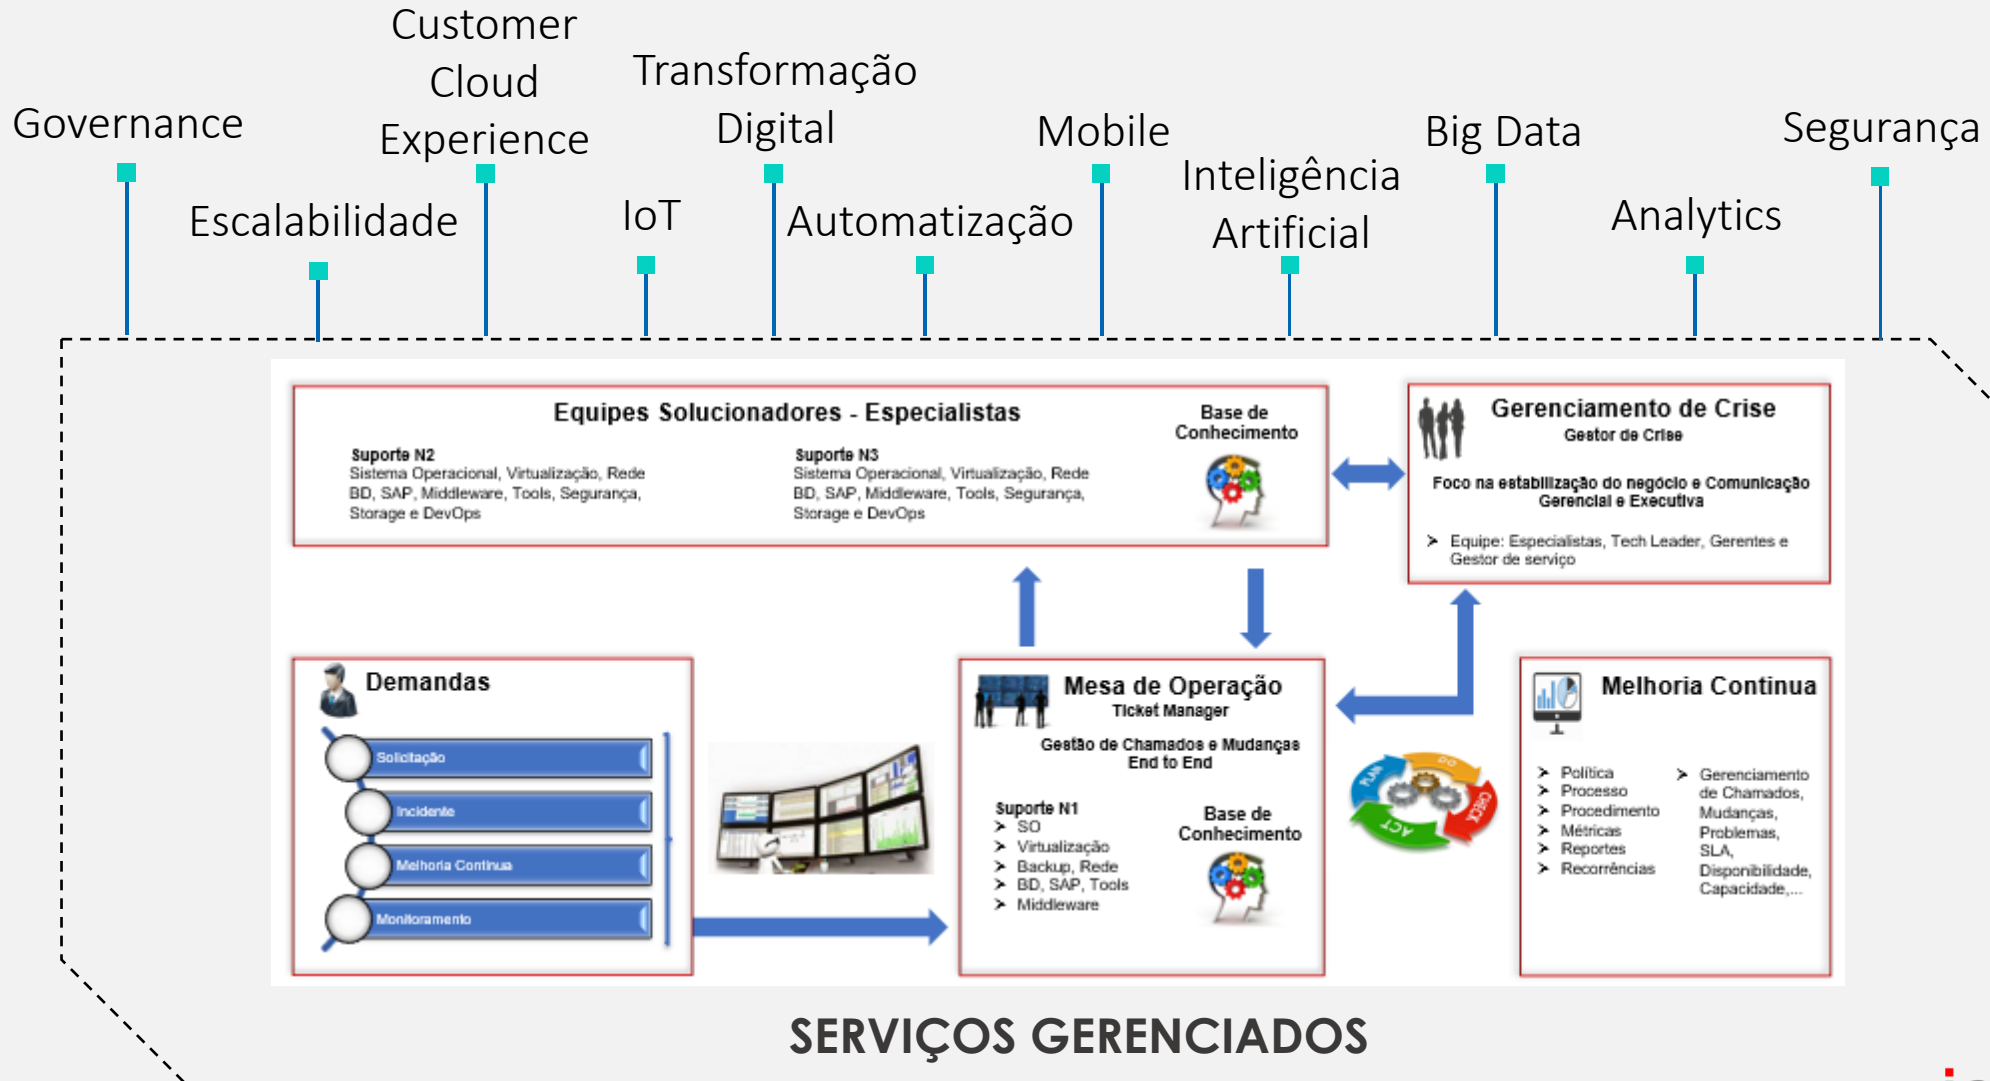 Governance
Escalabilidade
Customer
Cloud
Experience
IoT
Transformação
Digital
Automatização
Mobile
Inteligência
Artificial
Big Data
Analytics
Segurança
Equipes Solucionadores - Especialistas
Suporte N2
Sistema Operacional, Virtualização, Rede
BD, SAP, Middleware, Tools, Segurança,
Storage e DevOps
Suporte N3
Sistema Operacional, Virtualização, Rede
BD, SAP, Middleware, Tools, Segurança,
Storage e DevOps
Base de
Conhecimento
Gerenciamento de Crise
Gestor de Crise
Foco na estabilização do negócio e Comunicação
Gerencial e Executiva
➤ Equipe: Especialistas, Tech Leader, Gerentes e
Gestor de serviço
Demandas
Solicitação
Incidente
Melhoria Continua
Monitoramento
Mesa de Operação
Ticket Manager
Gestão de Chamados e Mudanças
End to End
Suporte N1
➤ SO
➤ Virtualização
➤ Backup, Rede
➤ BD, SAP, Tools
➤ Middleware
Base de
Conhecimento
PLAN
DO
CHECK
ACT
Melhoria Continua
➤ Política
➤ Processo
➤ Procedimento
➤ Métricas
➤ Reportes
➤ Recorrências
➤ Gerenciamento
de Chamados,
Mudanças,
Problemas,
SLA,
Disponibilidade,
Capacidade,...
SERVIÇOS GERENCIADOS